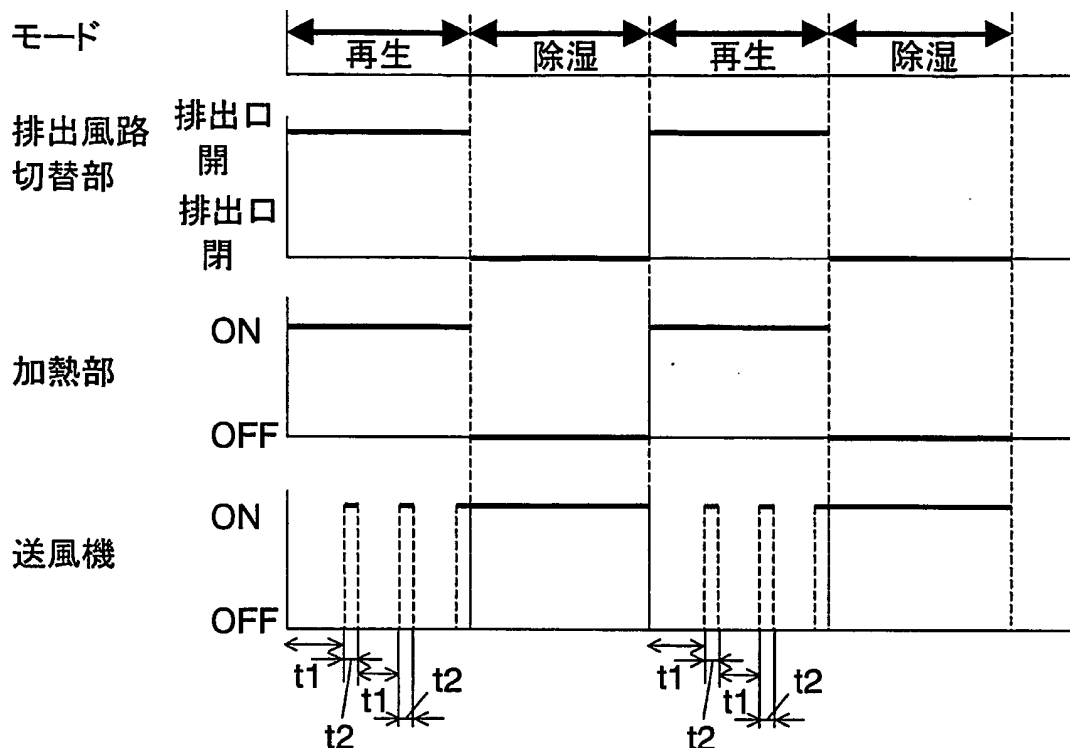 モード
再生
除湿
再生
除湿
排出風路
切替部
排出口
開
排出口
閉
加熱部
ON
OFF
送風機
ON
OFF
t1
t2
t1
t2
t1
t2
t1
t2